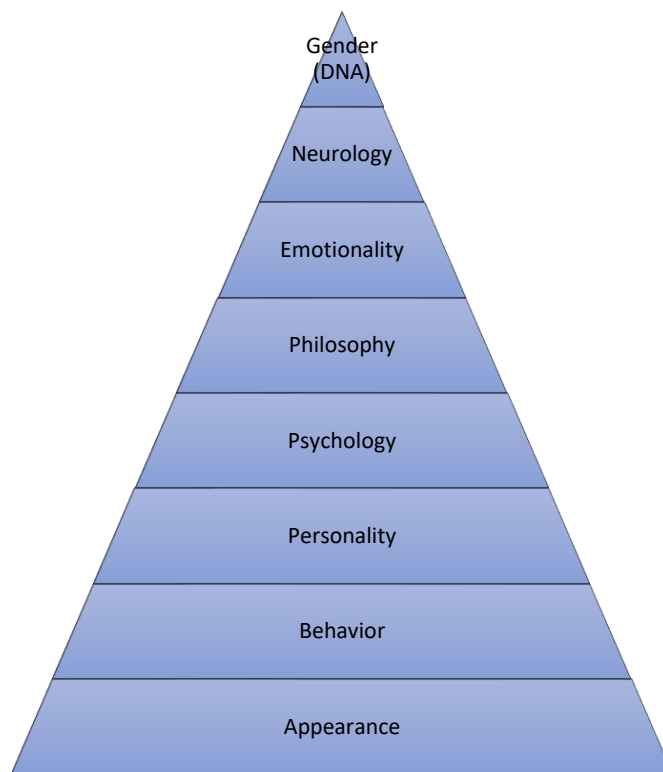 Gender
(DNA)
Neurology
Emotionality
Philosophy
Psychology
Personality
Behavior
Appearance